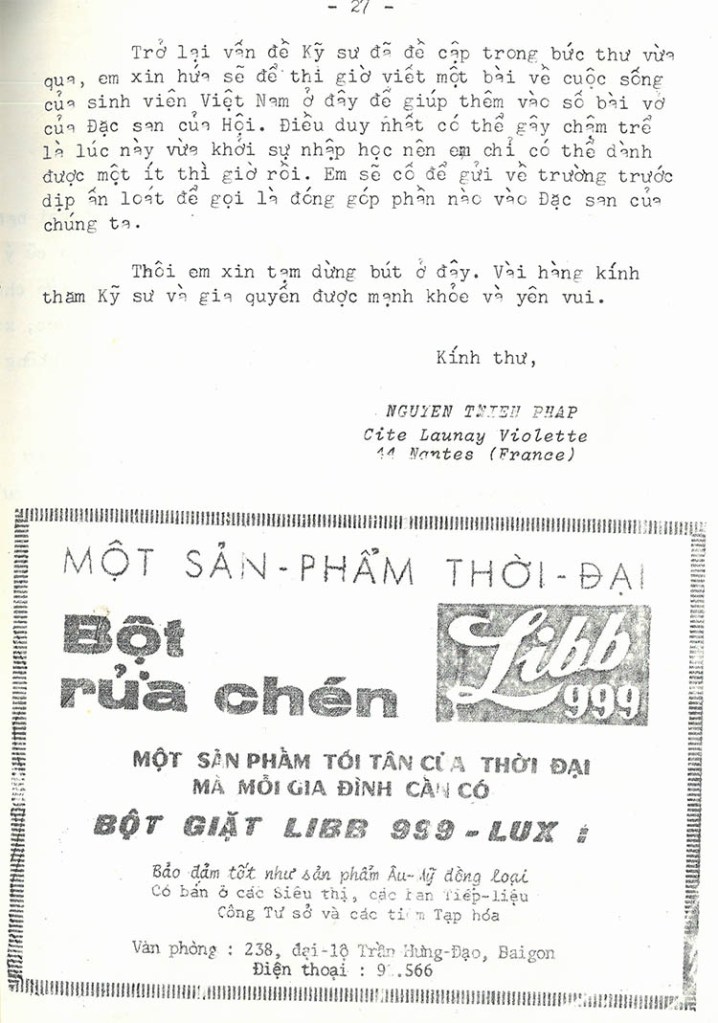 - 27 -
Trở lại vấn đề Kỹ sư đã đề cập trong bức thư vừa
qua, em xin hứa sẽ để thi giờ viết một bài về cuộc sống
của sinh viên Việt Nam ở đây để giúp thêm vào số bài vở
của Đặc san của Hội. Điều duy nhất có thể gây chậm trể
là lúc này vừa khởi sự nhập học nên em chỉ có thể dành
được một ít thì giờ rồi. Em sẽ cố để gửi về trường trước
dịp ấn loát để gọi là đóng góp phần nào vào Đặc san của
chúng ta.
Thôi em xin tạm dừng bút ở đây. Vài hàng kính
thăm Kỹ sư và gia quyến được mạnh khỏe và yên vui.
Kính thư,
NGUYEN THIEN PHAP
Cite Launay Violette
44 Nantes (France)
MỘT SẢN-PHẨM THỜI-ĐẠI
Bột
rửa chén
Libb
999
MỘT SẢN PHẨM TỐI TÂN CỦA THỜI ĐẠI
MÀ MỖI GIA ĐÌNH CẦN CÓ
BỘT GIẶT LIBB 999-LUX :
Bảo đảm tốt như sản phẩm Âu-Mỹ đồng loại
Có bán ở các Siêu thị, các ban Tiếp-liệu
Công Tư sở và các tiệm Tạp hóa
Văn phòng : 238, đại-lộ Trần Hưng-Đạo, Saigon
Điện thoại :